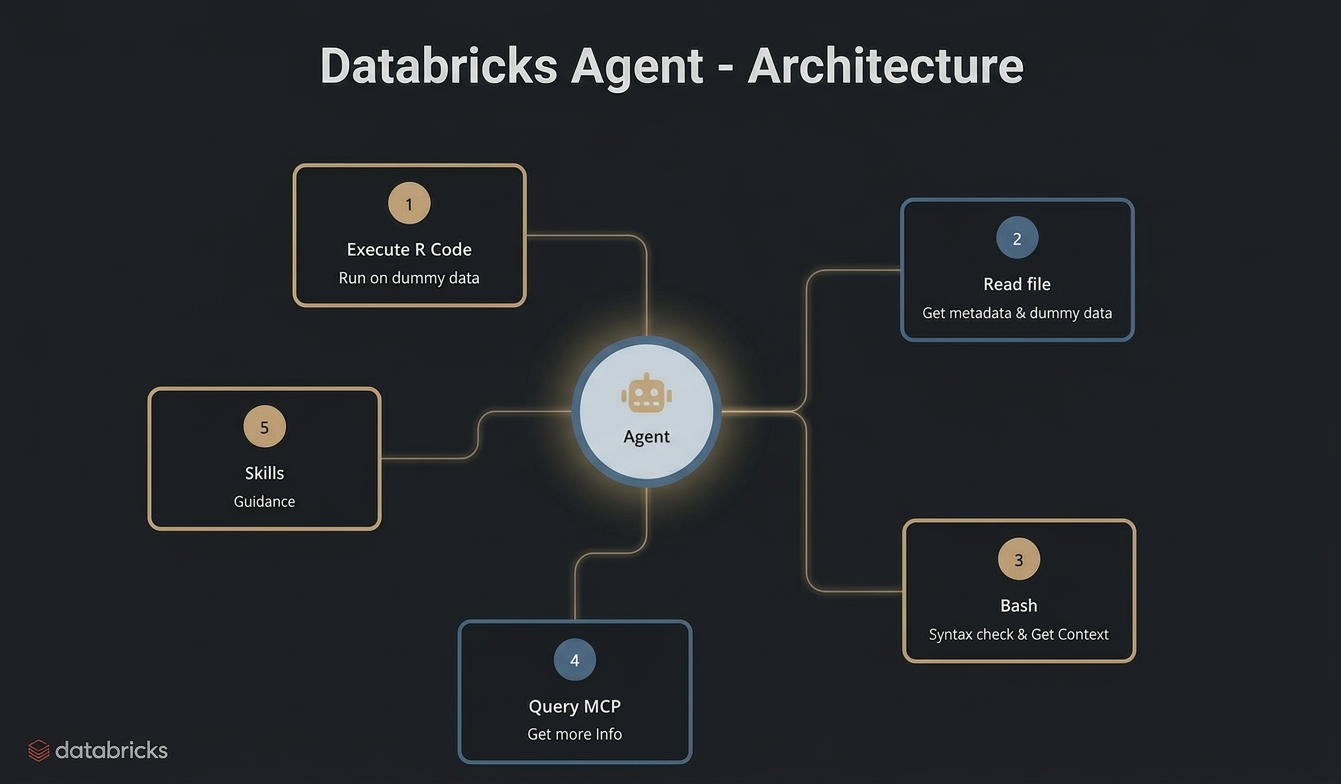 Databricks Agent - Architecture
1
Execute R Code
Run on dummy data
2
Read file
Get metadata & dummy data
Agent
5
Skills
Guidance
3
Bash
Syntax check & Get Context
4
Query MCP
Get more Info
databricks